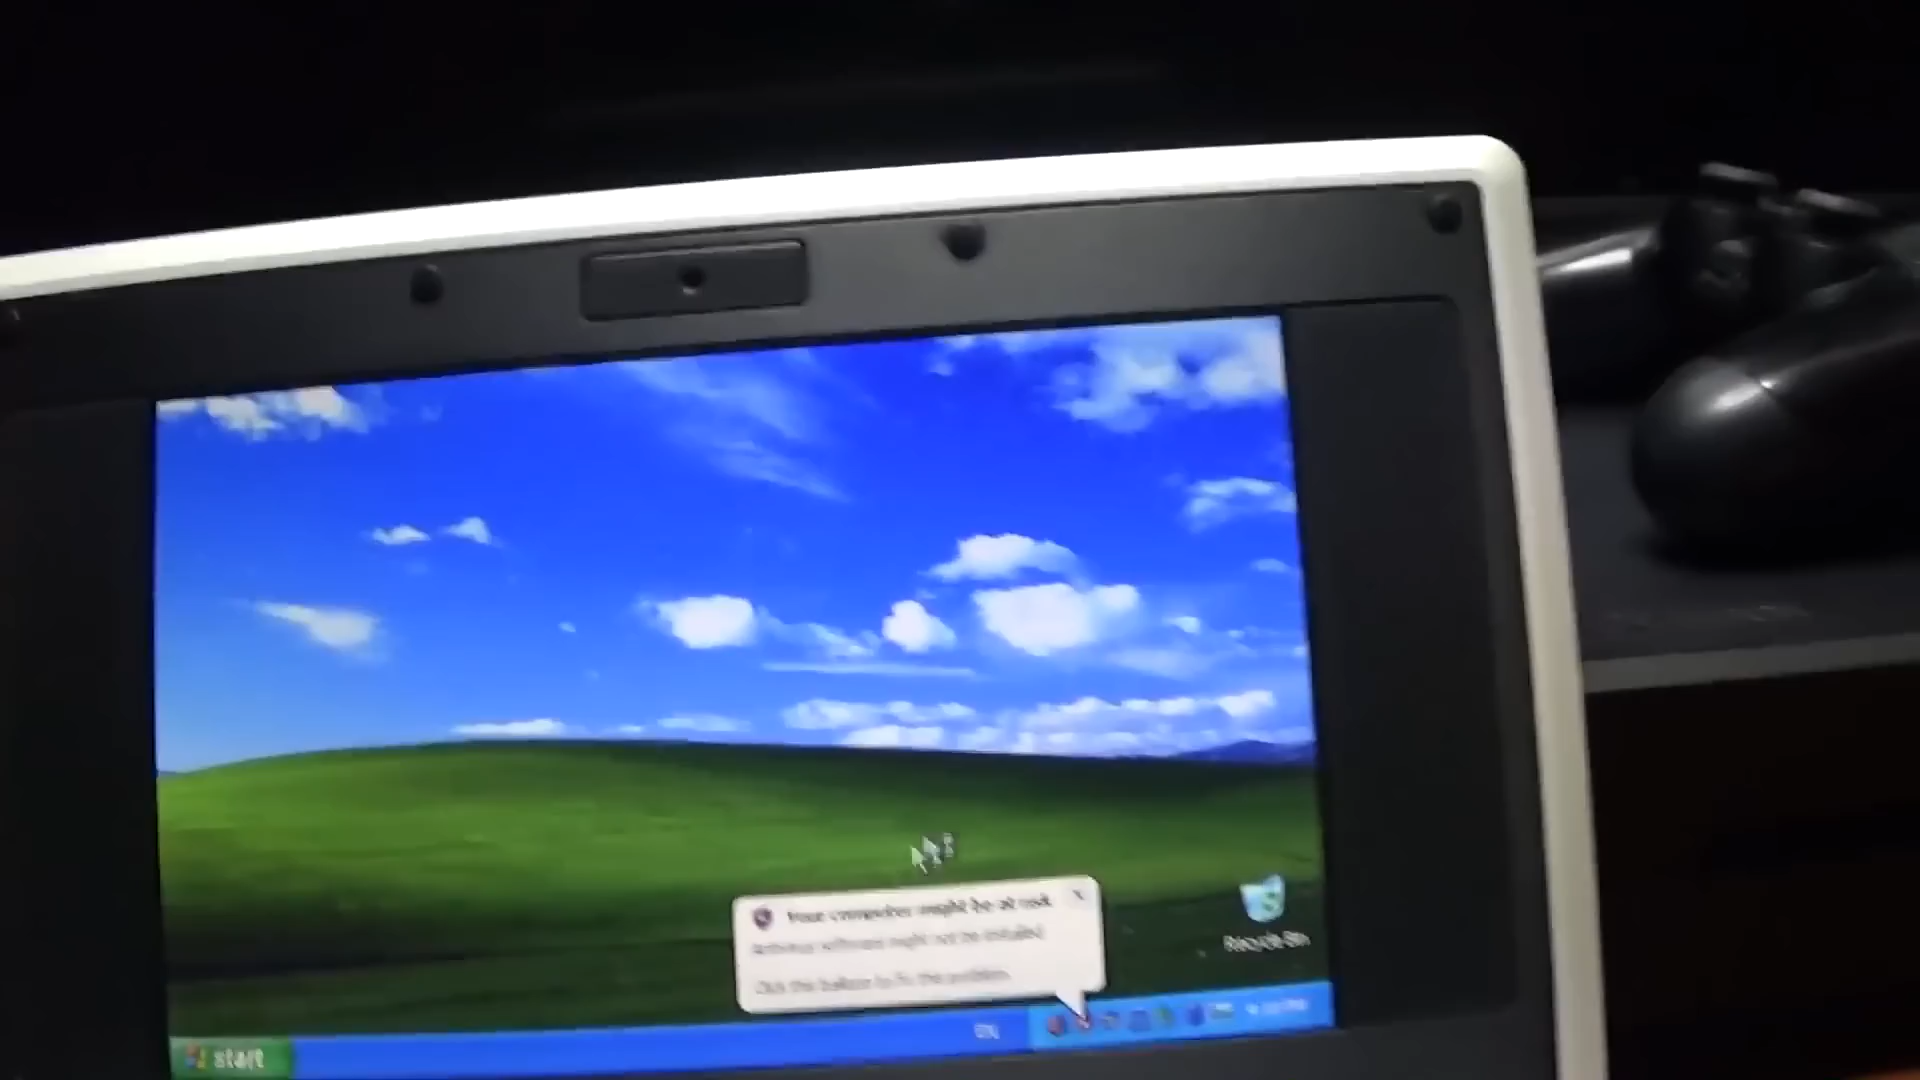 Your computer might be at risk
Antivirus software might not be installed
Click this balloon to fix this problem.
Recycle Bin
start
EN